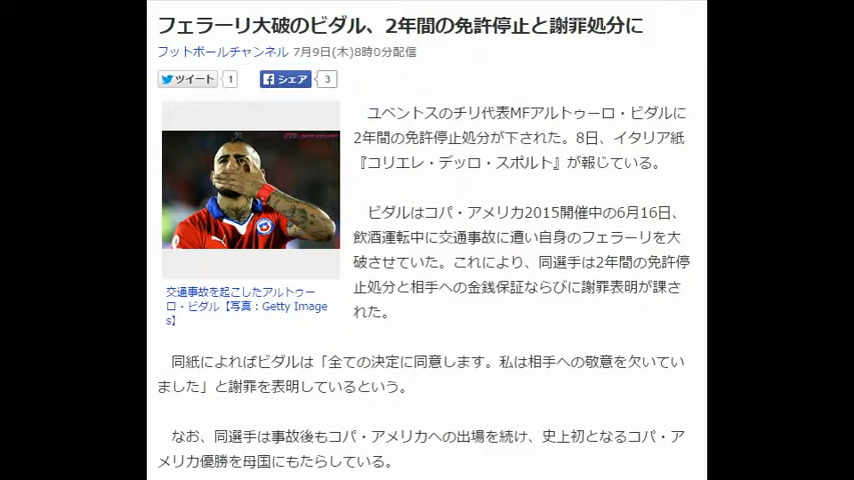 フェラーリ大破のビダル、2年間の免許停止と謝罪処分に
フットボールチャンネル 7月9日(木)8時0分配信
ツイート 1 シェア 3
ユベントスのチリ代表MFアルトゥーロ・ビダルに
2年間の免許停止処分が下された。8日、イタリア紙
『コリエレ・デッロ・スポルト』が報じている。
ビダルはコパ・アメリカ2015開催中の6月16日、
飲酒運転中に交通事故に遭い自身のフェラーリを大
破させていた。これにより、同選手は2年間の免許停
止処分と相手への金銭保証ならびに謝罪表明が課さ
れた。
交通事故を起こしたアルトゥー
ロ・ビダル【写真：Getty Image
s】
同紙によればビダルは「全ての決定に同意します。私は相手への敬意を欠いてい
ました」と謝罪を表明しているという。
なお、同選手は事故後もコパ・アメリカへの出場を続け、史上初となるコパ・ア
メリカ優勝を母国にもたらしている。